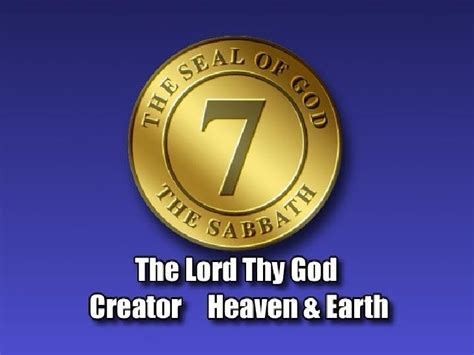 THE SEAL OF GOD
7
THE SABBATH
The Lord Thy God
Creator Heaven & Earth